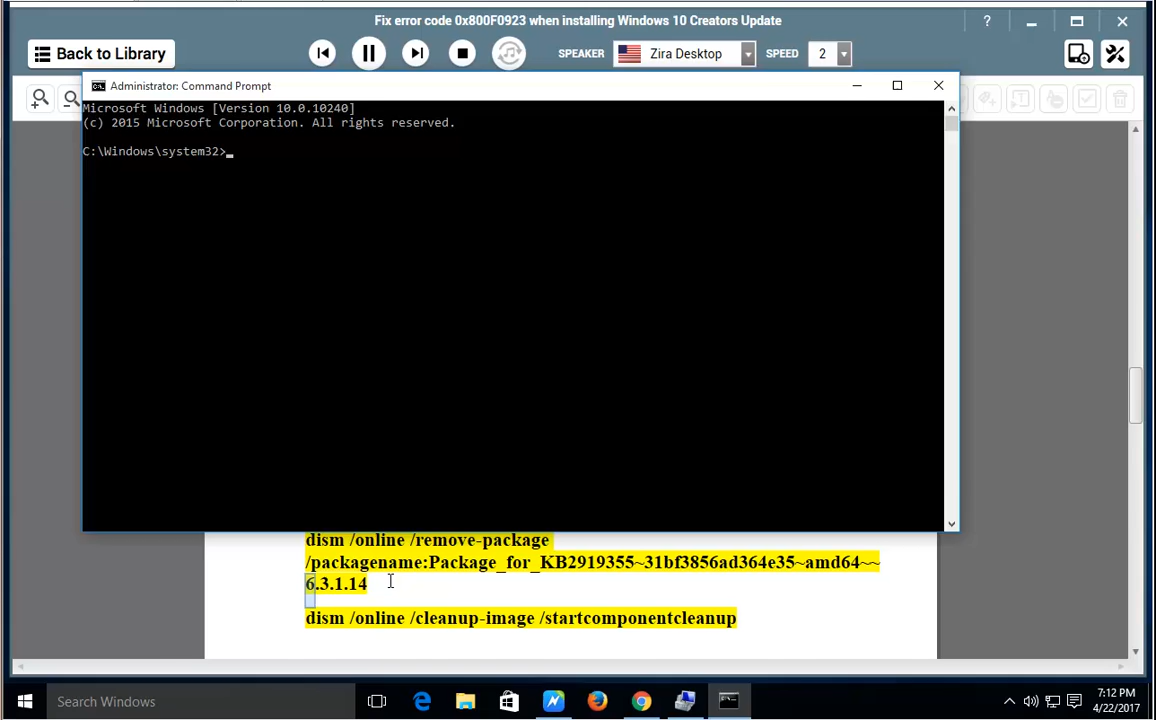 Fix error code 0x800F0923 when installing Windows 10 Creators Update
Back to Library
SPEAKER
Zira Desktop
SPEED
2
Administrator: Command Prompt
Microsoft Windows [Version 10.0.10240]
(c) 2015 Microsoft Corporation. All rights reserved.
C:\Windows\system32>
dism /online /remove-package
/packagename:Package_for_KB2919355~31bf3856ad364e35~amd64~~
6.3.1.14
dism /online /cleanup-image /startcomponentcleanup
Search Windows
7:12 PM
4/22/2017